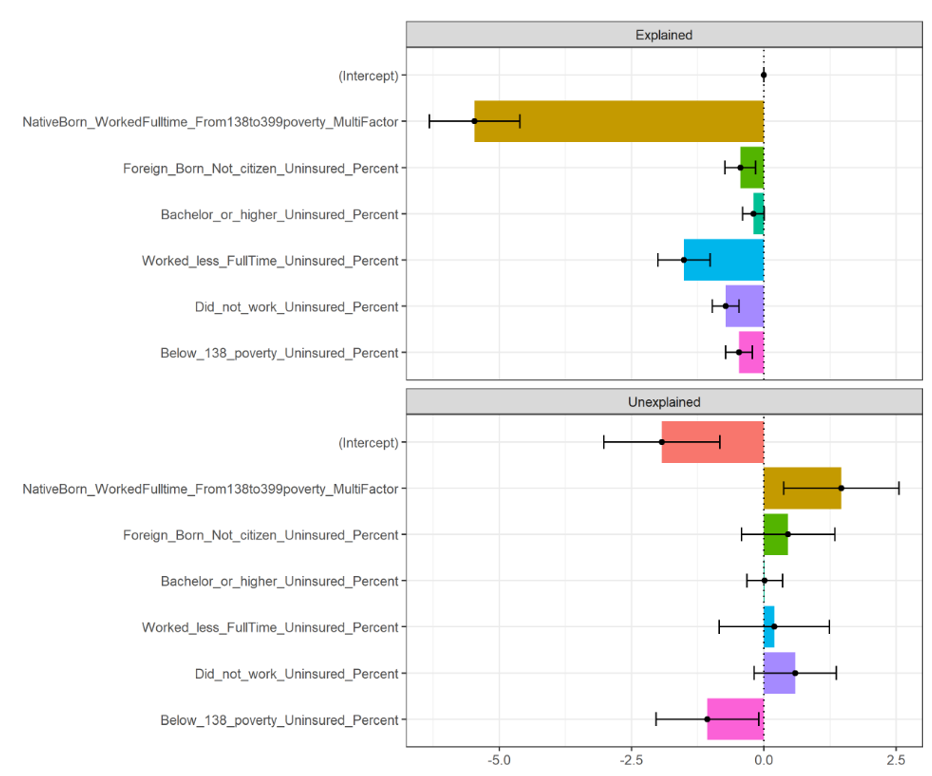 Explained
(Intercept)
NativeBorn_WorkedFulltime_From138to399poverty_MultiFactor
Foreign_Born_Not_citizen_Uninsured_Percent
Bachelor_or_higher_Uninsured_Percent
Worked_less_FullTime_Uninsured_Percent
Did_not_work_Uninsured_Percent
Below_138_poverty_Uninsured_Percent
Unexplained
(Intercept)
NativeBorn_WorkedFulltime_From138to399poverty_MultiFactor
Foreign_Born_Not_citizen_Uninsured_Percent
Bachelor_or_higher_Uninsured_Percent
Worked_less_FullTime_Uninsured_Percent
Did_not_work_Uninsured_Percent
Below_138_poverty_Uninsured_Percent
-5.0 -2.5 0.0 2.5